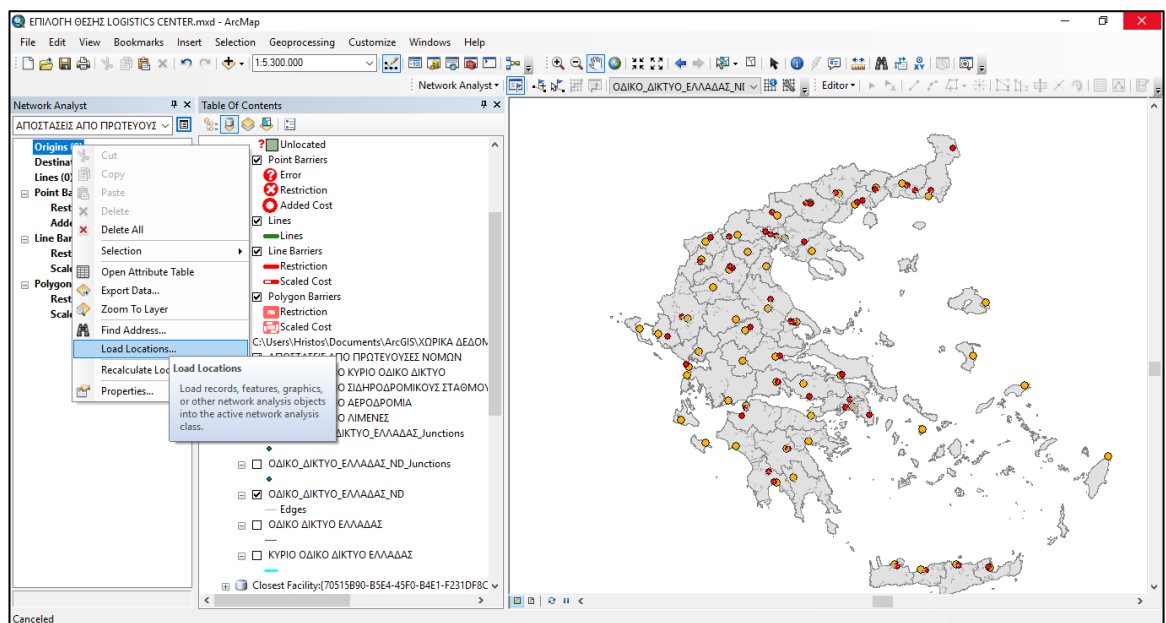 ΕΠΙΛΟΓΗ ΘΕΣΗΣ LOGISTICS CENTER.mxd - ArcMap
File Edit View Bookmarks Insert Selection Geoprocessing Customize Windows Help
1:5.300.000
Network Analyst
ΟΔΙΚΟ_ΔΙΚΤΥΟ_ΕΛΛΑΔΑΣ_NI
Editor
Network Analyst
Table Of Contents
ΑΠΟΣΤΑΣΕΙΣ ΑΠΟ ΠΡΩΤΕΥΟΥΣ
Origins
Destinat
Lines (0)
Point Ba
Rest
Adde
Line Bar
Rest
Scale
Polygon
Rest
Scale
Cut
Copy
Paste
Delete
Delete All
Selection
Open Attribute Table
Export Data...
Zoom To Layer
Find Address...
Load Locations...
Recalculate Loc
Properties...
Load Locations
Load records, features, graphics,
or other network analysis objects
into the active network analysis
class.
Unlocated
Point Barriers
Error
Restriction
Added Cost
Lines
Lines
Line Barriers
Restriction
Scaled Cost
Polygon Barriers
Restriction
Scaled Cost
C:\Users\Hristos\Documents\ArcGIS\ΧΩΡΙΚΑ ΔΕΔΟΜ
ΑΠΟΣΤΑΣΕΙΣ ΑΠΟ ΠΡΩΤΕΥΟΥΣΕΣ ΝΟΜΩΝ
Ο ΚΥΡΙΟ ΟΔΙΚΟ ΔΙΚΤΥΟ
Ο ΣΙΔΗΡΟΔΡΟΜΙΚΟΥΣ ΣΤΑΘΜΟΥ
Ο ΑΕΡΟΔΡΟΜΙΑ
Ο ΛΙΜΕΝΕΣ
ΔΙΚΤΥΟ_ΕΛΛΑΔΑΣ_Junctions
ΟΔΙΚΟ_ΔΙΚΤΥΟ_ΕΛΛΑΔΑΣ_ND_Junctions
ΟΔΙΚΟ_ΔΙΚΤΥΟ_ΕΛΛΑΔΑΣ_ND
Edges
ΟΔΙΚΟ ΔΙΚΤΥΟ ΕΛΛΑΔΑΣ
ΚΥΡΙΟ ΟΔΙΚΟ ΔΙΚΤΥΟ ΕΛΛΑΔΑΣ
Closest Facility:{70515B90-B5E4-45F0-B4E1-F231DF8C
Canceled